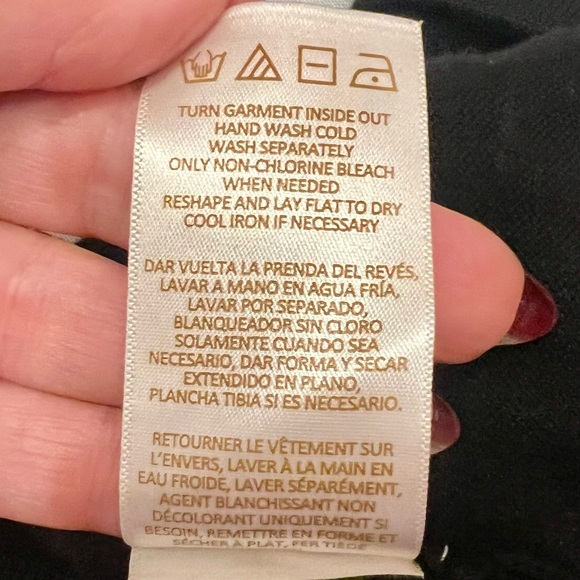 TURN GARMENT INSIDE OUT
HAND WASH COLD
WASH SEPARATELY
ONLY NON-CHLORINE BLEACH
WHEN NEEDED
RESHAPE AND LAY FLAT TO DRY
COOL IRON IF NECESSARY
DAR VUELTA LA PRENDA DEL REVÉS,
LAVAR A MANO EN AGUA FRÍA,
LAVAR POR SEPARADO,
BLANQUEADOR SIN CLORO
SOLAMENTE CUANDO SEA
NECESARIO, DAR FORMA Y SECAR
EXTENDIDO EN PLANO,
PLANCHA TIBIA SI ES NECESARIO.
RETOURNER LE VÊTEMENT SUR
L'ENVERS, LAVER À LA MAIN EN
EAU FROIDE, LAVER SÉPARÉMENT,
AGENT BLANCHISSANT NON
DÉCOLORANT UNIQUEMENT SI
BESOIN, REMETTRE EN FORME ET
SÉCHER À PLAT, FER TIÈDE